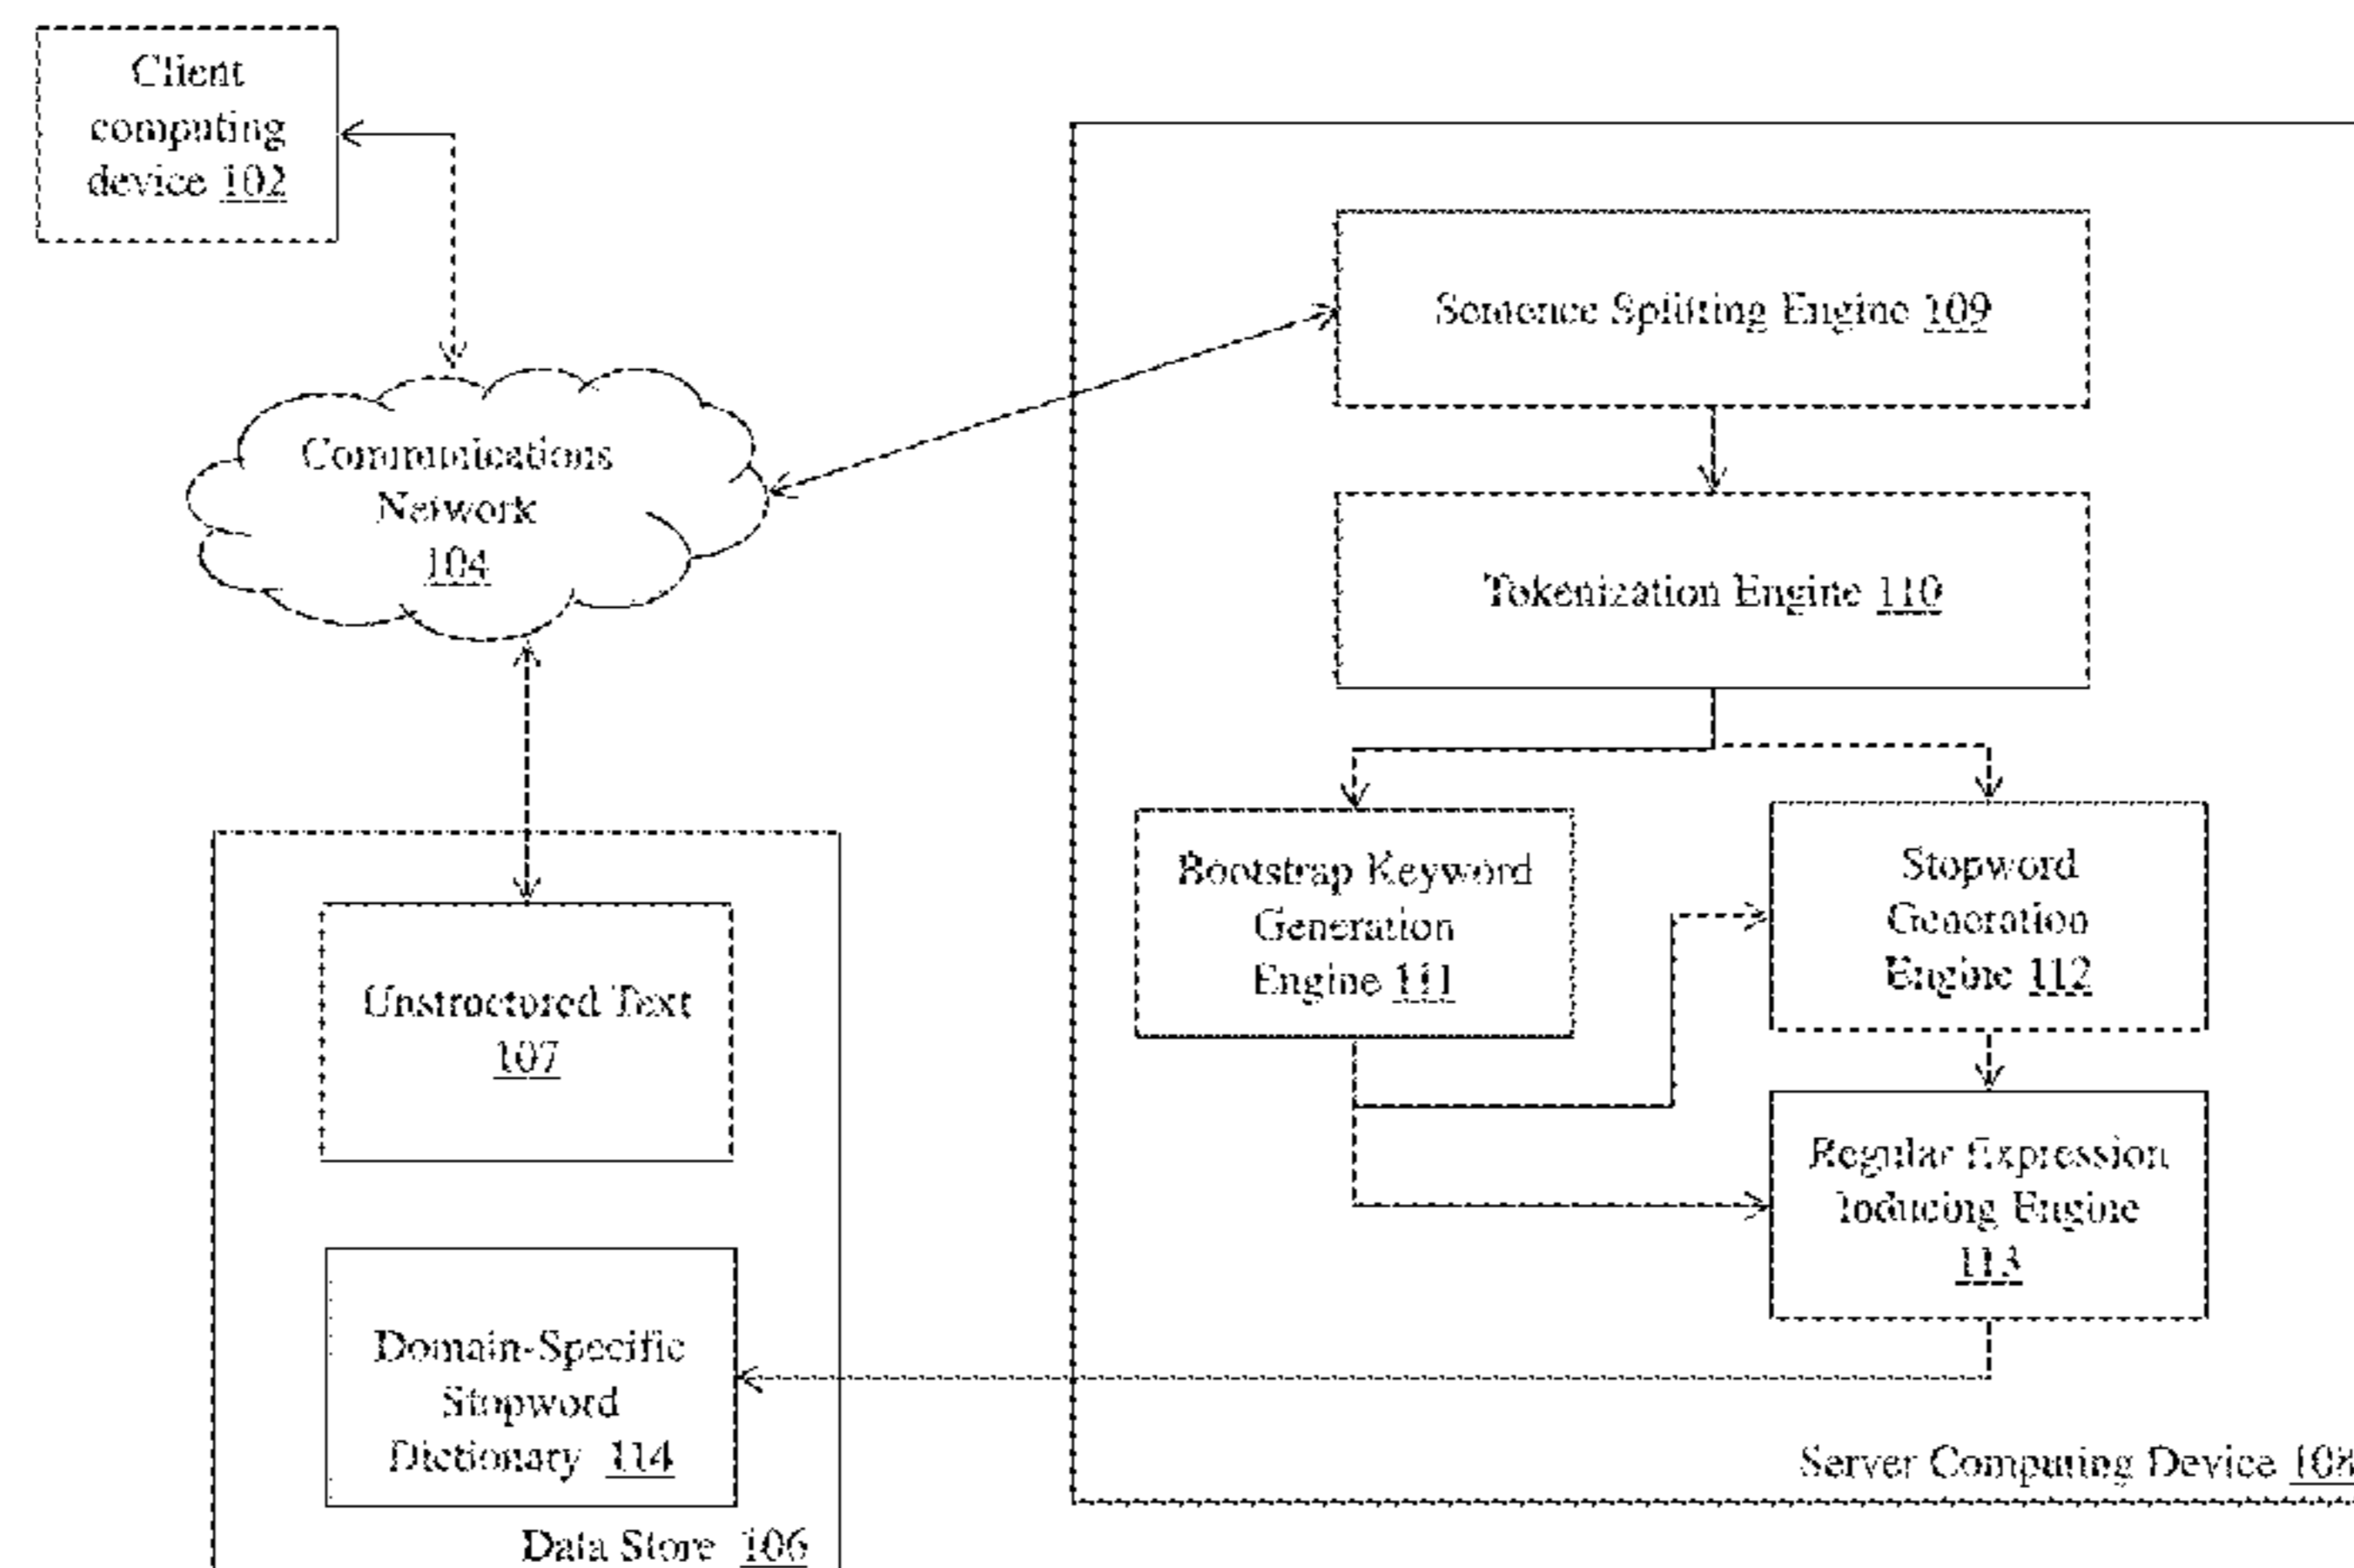 Client
computing
device 102
Communications
Network
104
Sentence Splitting Engine 109
Tokenization Engine 110
Bootstrap Keyword
Generation
Engine 111
Stopword
Generation
Engine 112
Regular Expression
Inducing Engine
113
Unstructured Text
107
Domain-Specific
Stopword
Dictionary 114
Data Store 106
Server Computing Device 108